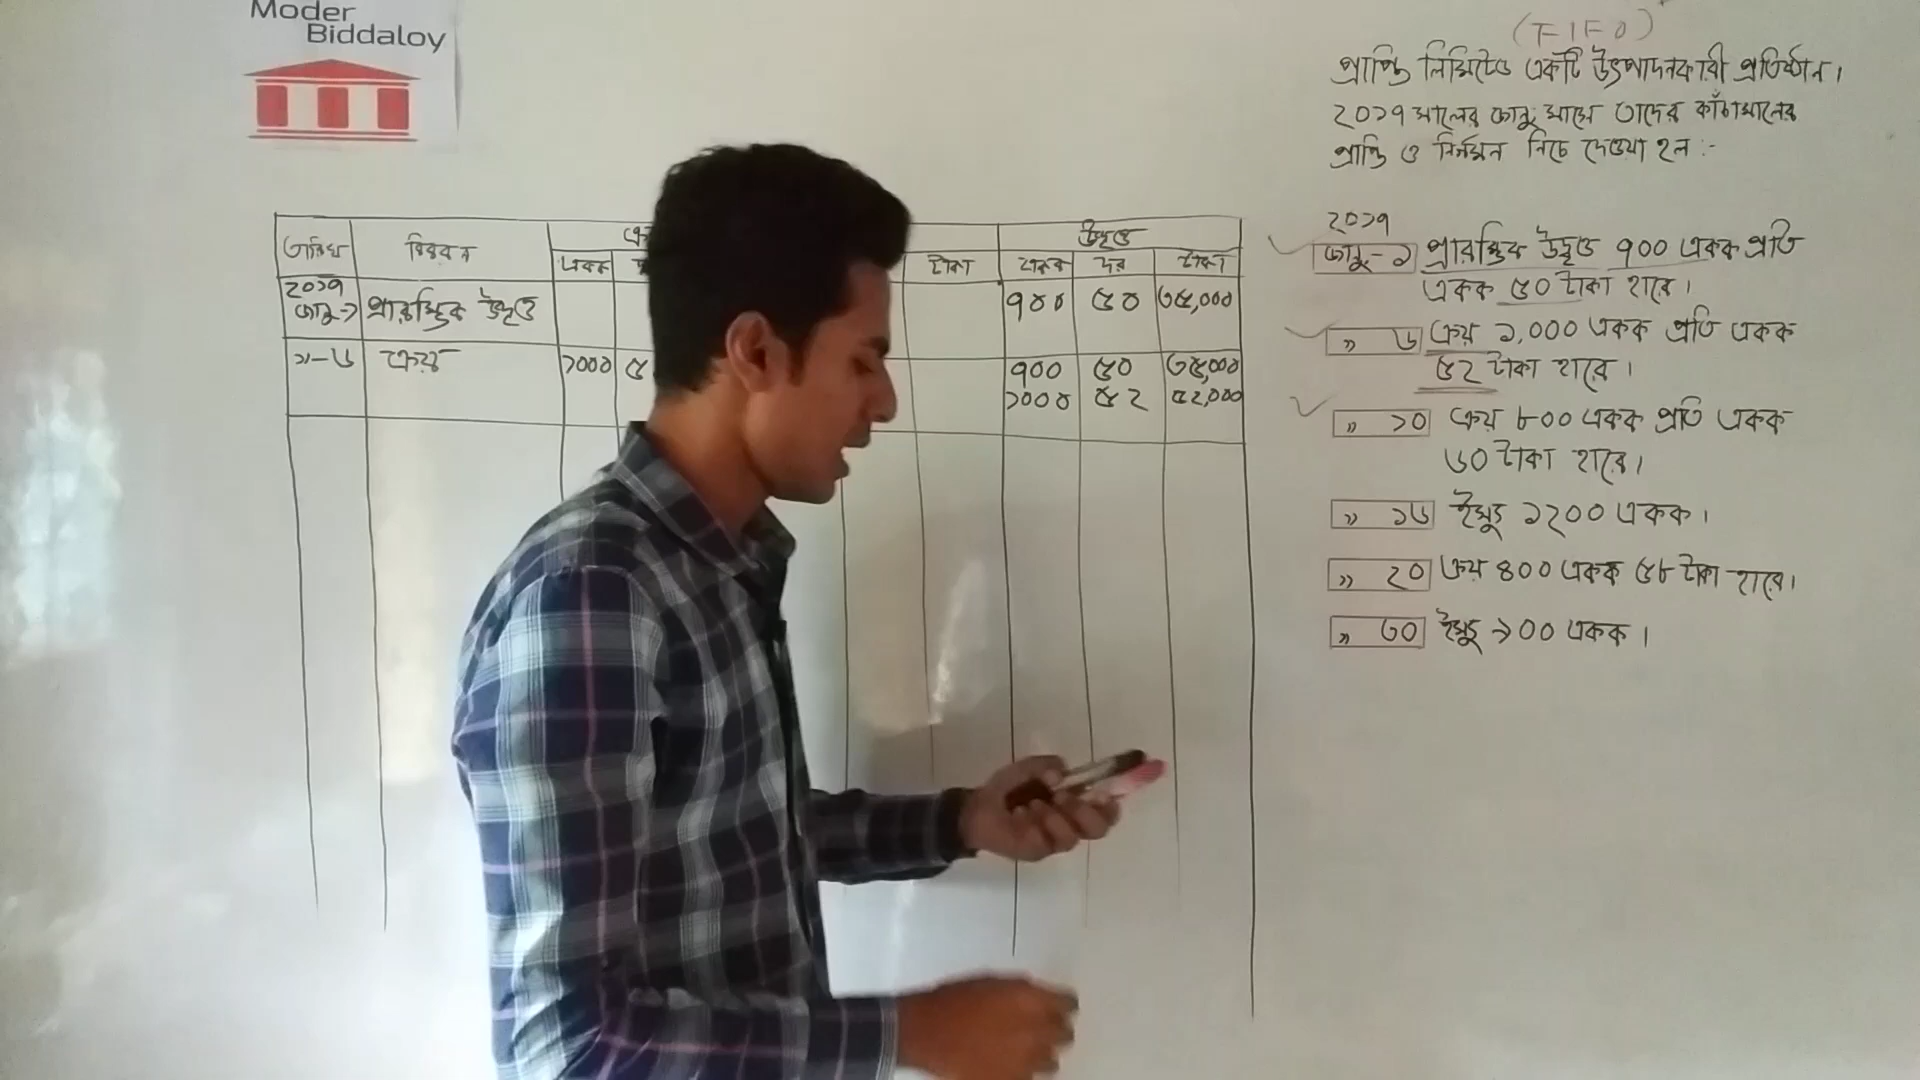 Moder
Biddaloy
(FIFO)
প্রাপ্তি লিমিটেড একটি উৎপাদনকারী প্রতিষ্ঠান।
২০১৭ সালের জানু মাসে তাদের কাঁচামালের
প্রাপ্তি ও নির্গমন নিচে দেওয়া হল :-
২০১৭
জানু-১ প্রারম্ভিক উদ্বৃত্ত ৭০০ একক প্রতি
একক ৫০ টাকা হারে।
" ৬ ক্রয় ১,০০০ একক প্রতি একক
৫২ টাকা হারে।
" ১০ ক্রয় ৮০০ একক প্রতি একক
৬০ টাকা হারে।
" ১৬ ইস্যু ১২০০ একক।
" ২০ ক্রয় ৪০০ একক ৫৮ টাকা হারে।
" ৩০ ইস্যু ৯০০ একক।
তারিখ বিবরন উদ্বৃত্ত
একক টাকা একক দর টাকা
২০১৭
জানু-১ প্রারম্ভিক উদ্বৃত্ত ৭০০ ৫০ ৩৫,০০০
"-৬ ক্রয় ১০০০ ৭০০ ৫০ ৩৫,০০০
১০০০ ৫২ ৫২,০০০